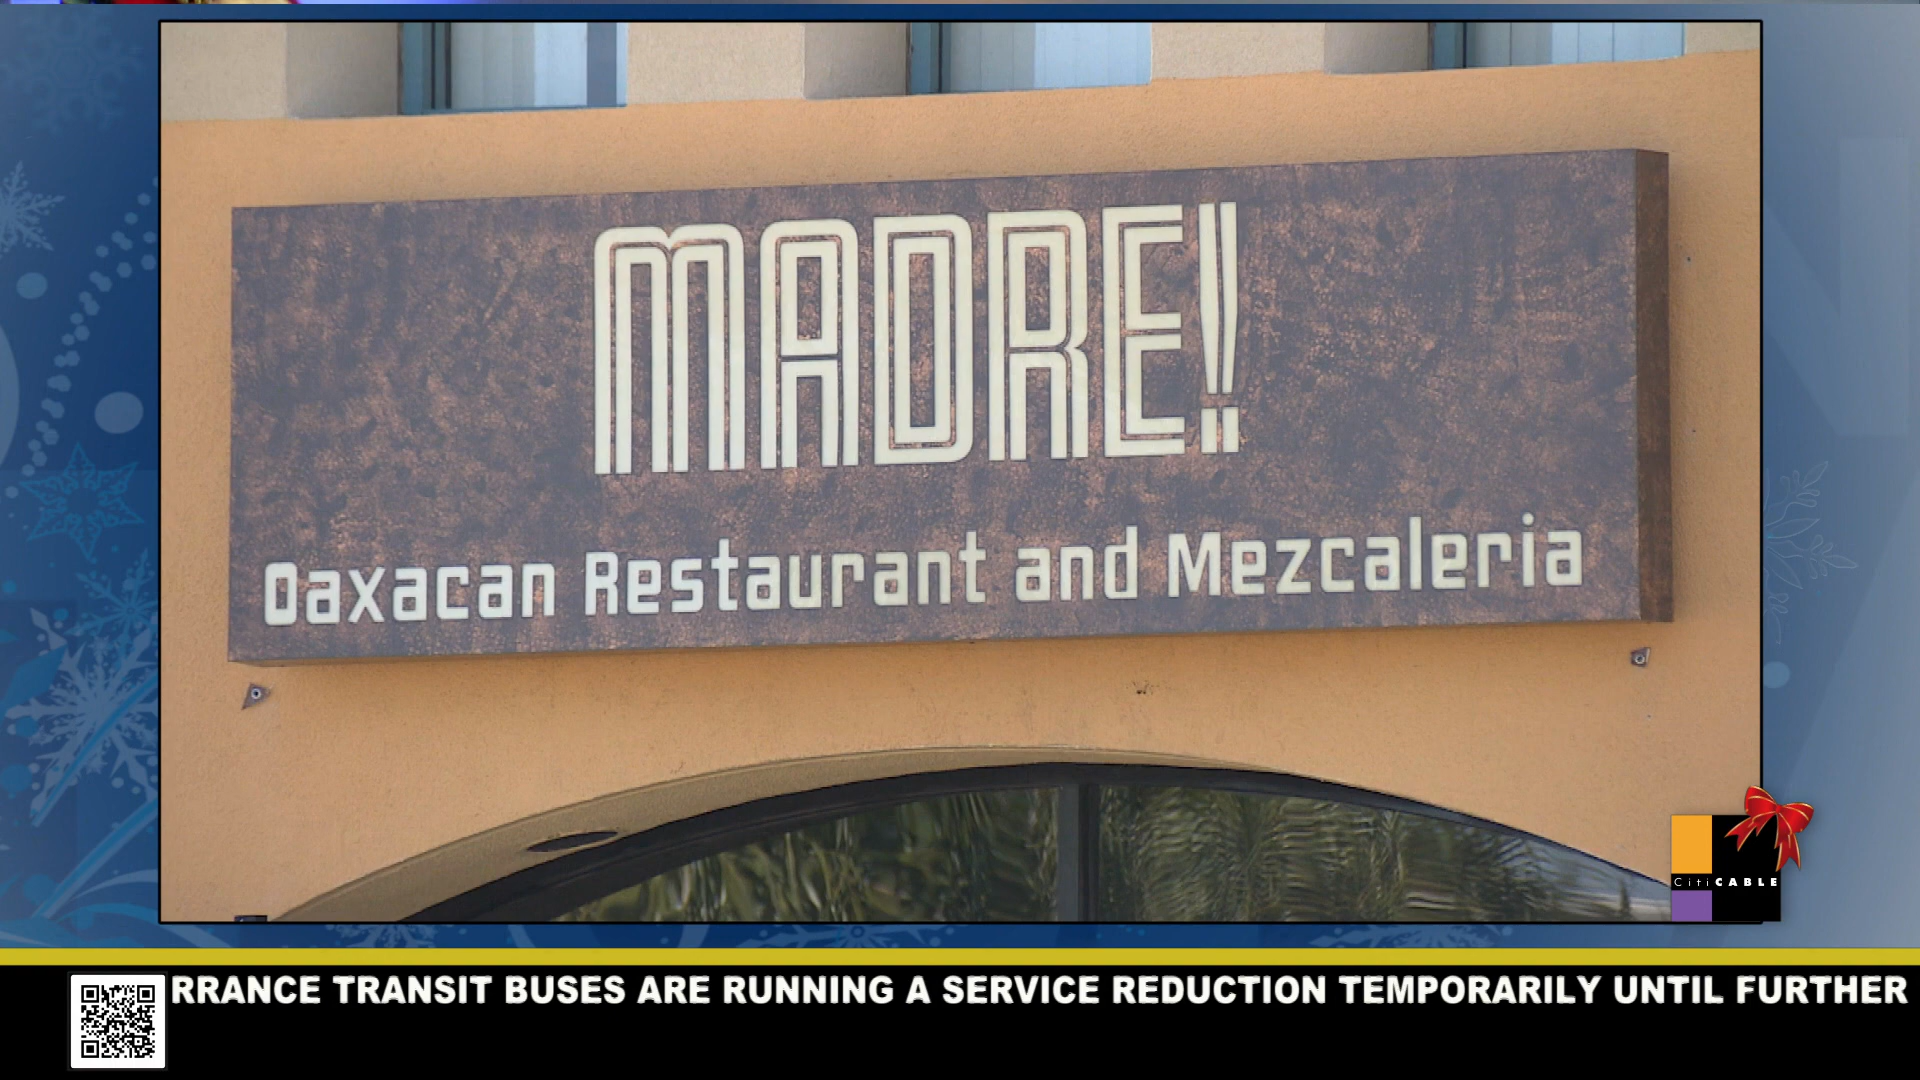 MADRE!
Oaxacan Restaurant and Mezcaleria
CitiCABLE
RRANCE TRANSIT BUSES ARE RUNNING A SERVICE REDUCTION TEMPORARILY UNTIL FURTHER